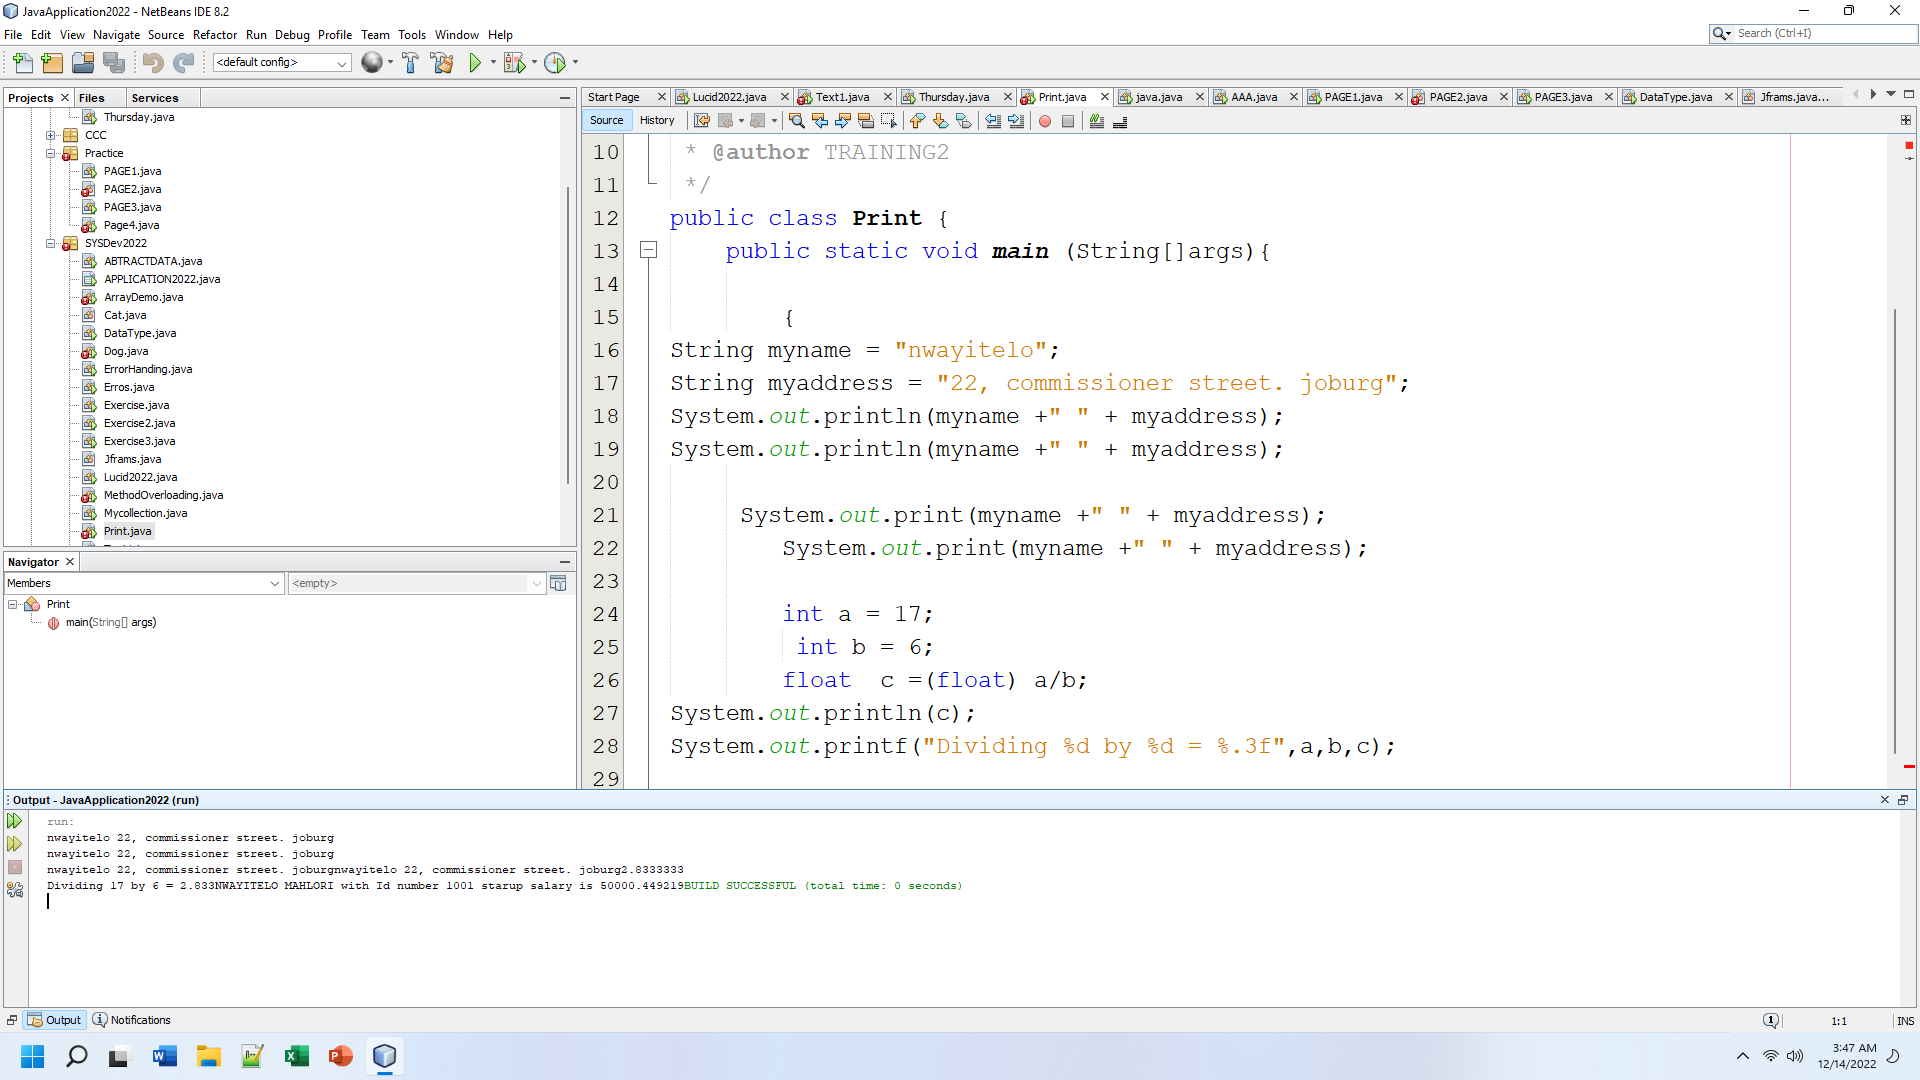 JavaApplication2022 - NetBeans IDE 8.2
File Edit View Navigate Source Refactor Run Debug Profile Team Tools Window Help
Search (Ctrl+I)
<default config>
Projects Files Services
Thursday.java
CCC
Practice
PAGE1.java
PAGE2.java
PAGE3.java
Page4.java
SYSDev2022
ABTRACTDATA.java
APPLICATION2022.java
ArrayDemo.java
Cat.java
DataType.java
Dog.java
ErrorHanding.java
Erros.java
Exercise.java
Exercise2.java
Exercise3.java
Jframs.java
Lucid2022.java
MethodOverloading.java
Mycollection.java
Print.java
Navigator
Members <empty>
Print
main(String[] args)
Start Page Lucid2022.java Text1.java Thursday.java Print.java java.java AAA.java PAGE1.java PAGE2.java PAGE3.java DataType.java Jframs.java...
Source History
10 * @author TRAINING2
11 */
12 public class Print {
13 public static void main (String[]args){
14
15 {
16 String myname = "nwayitelo";
17 String myaddress = "22, commissioner street. joburg";
18 System.out.println(myname +" " + myaddress);
19 System.out.println(myname +" " + myaddress);
20
21 System.out.print(myname +" " + myaddress);
22 System.out.print(myname +" " + myaddress);
23
24 int a = 17;
25 int b = 6;
26 float c =(float) a/b;
27 System.out.println(c);
28 System.out.printf("Dividing %d by %d = %.3f",a,b,c);
29
Output - JavaApplication2022 (run)
run:
nwayitelo 22, commissioner street. joburg
nwayitelo 22, commissioner street. joburg
nwayitelo 22, commissioner street. joburgnwayitelo 22, commissioner street. joburg2.8333333
Dividing 17 by 6 = 2.833NWAYITELO MAHLORI with Id number 1001 starup salary is 50000.449219BUILD SUCCESSFUL (total time: 0 seconds)
Output Notifications
1:1 INS
3:47 AM
12/14/2022